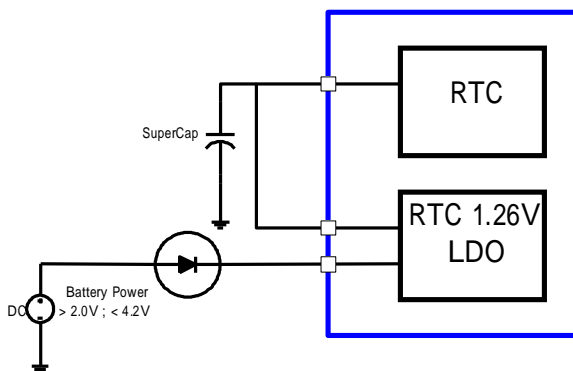 RTC
SuperCap
RTC 1.26V
LDO
Battery Power
DC
> 2.0V ; < 4.2V